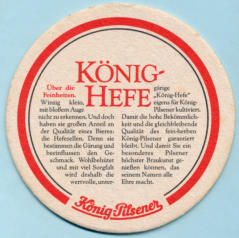 KÖNIG-
HEFE
Über die
Feinheiten.
Winzig klein,
mit bloßem Auge
nicht zu erkennen. Und doch
haben sie großen Anteil an
der Qualität eines Bieres:
die Hefezellen. Denn sie
bestimmen die Gärung und
beeinflussen den Ge-
schmack. Wohlbehütet
und mit viel Sorgfalt
wird deshalb die
wertvolle, unter-
gärige
„König-Hefe"
eigens für König-
Pilsener kultiviert.
Damit die hohe Bekömmlich-
keit und die gleichbleibende
Qualität des fein-herben
König-Pilsener garantiert
bleibt. Und damit Sie ein
besonderes Pilsener
höchster Braukunst ge-
nießen können, das
seinem Namen alle
Ehre macht.
König-Pilsener